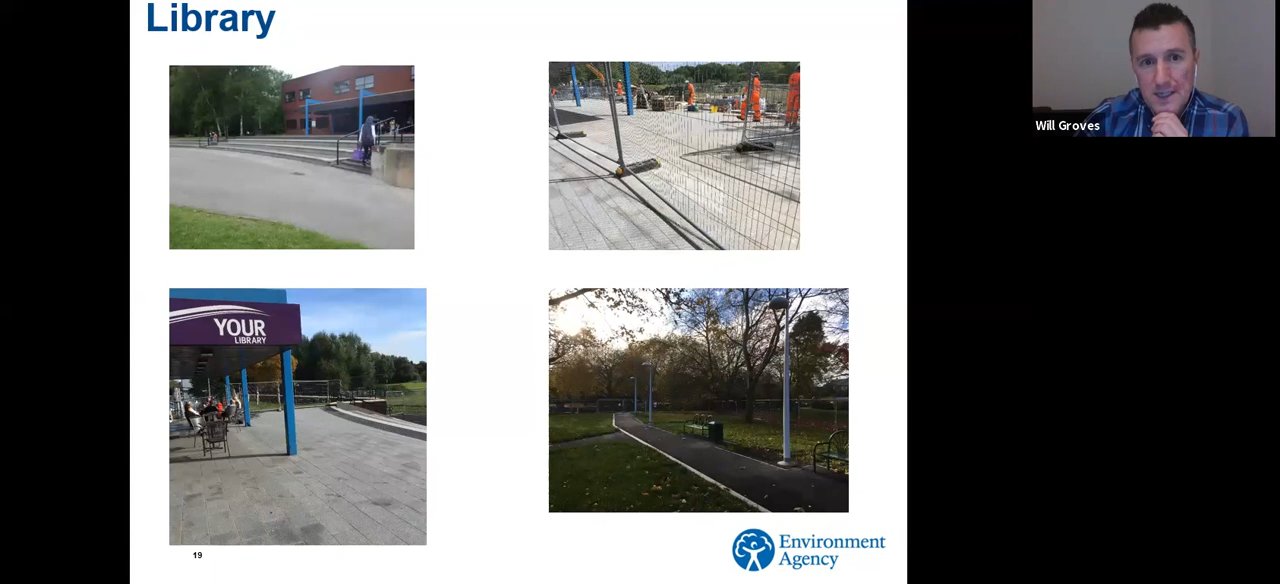 Library
Will Groves
YOUR
LIBRARY
19
Environment
Agency